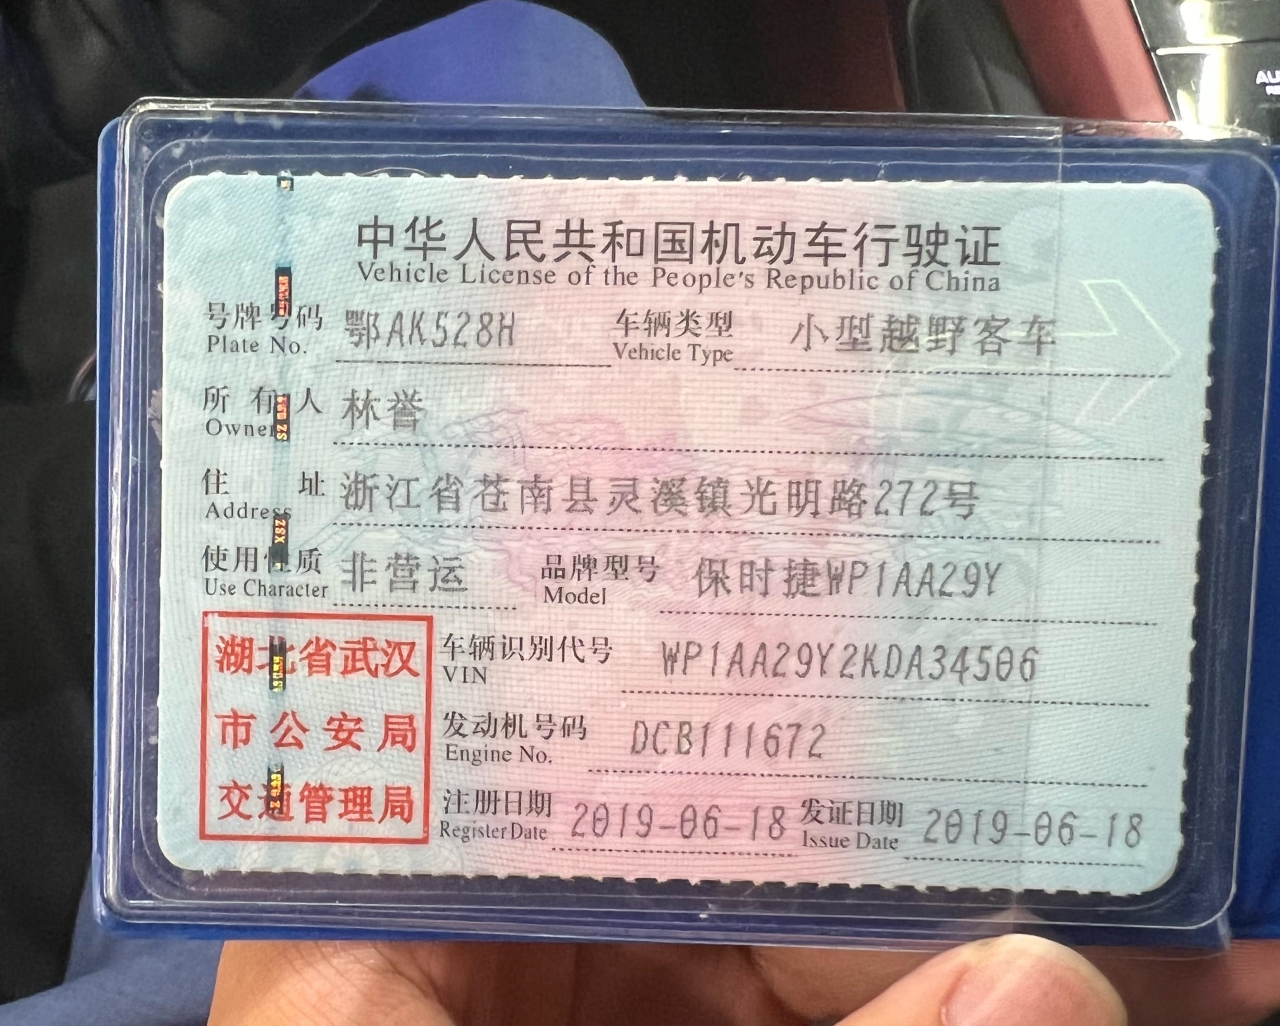 中华人民共和国机动车行驶证
Vehicle License of the People's Republic of China
号牌号码 鄂AK528H 车辆类型 小型越野客车
Plate No. Vehicle Type
所有人 林誉
Owner
住址 浙江省苍南县灵溪镇光明路272号
Address
使用性质 非营运 品牌型号 保时捷WP1AA29Y
Use Character Model
湖北省武汉
市公安局
交通管理局
车辆识别代号 WP1AA29Y2KDA34506
VIN
发动机号码 DCB111672
Engine No.
注册日期 2019-06-18 发证日期 2019-06-18
Register Date Issue Date